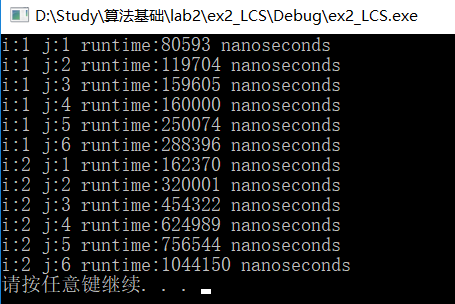 D:\Study\算法基础\lab2\ex2_LCS\Debug\ex2_LCS.exe
i:1 j:1 runtime:80593 nanoseconds
i:1 j:2 runtime:119704 nanoseconds
i:1 j:3 runtime:159605 nanoseconds
i:1 j:4 runtime:160000 nanoseconds
i:1 j:5 runtime:250074 nanoseconds
i:1 j:6 runtime:288396 nanoseconds
i:2 j:1 runtime:162370 nanoseconds
i:2 j:2 runtime:320001 nanoseconds
i:2 j:3 runtime:454322 nanoseconds
i:2 j:4 runtime:624989 nanoseconds
i:2 j:5 runtime:756544 nanoseconds
i:2 j:6 runtime:1044150 nanoseconds
请按任意键继续. . .